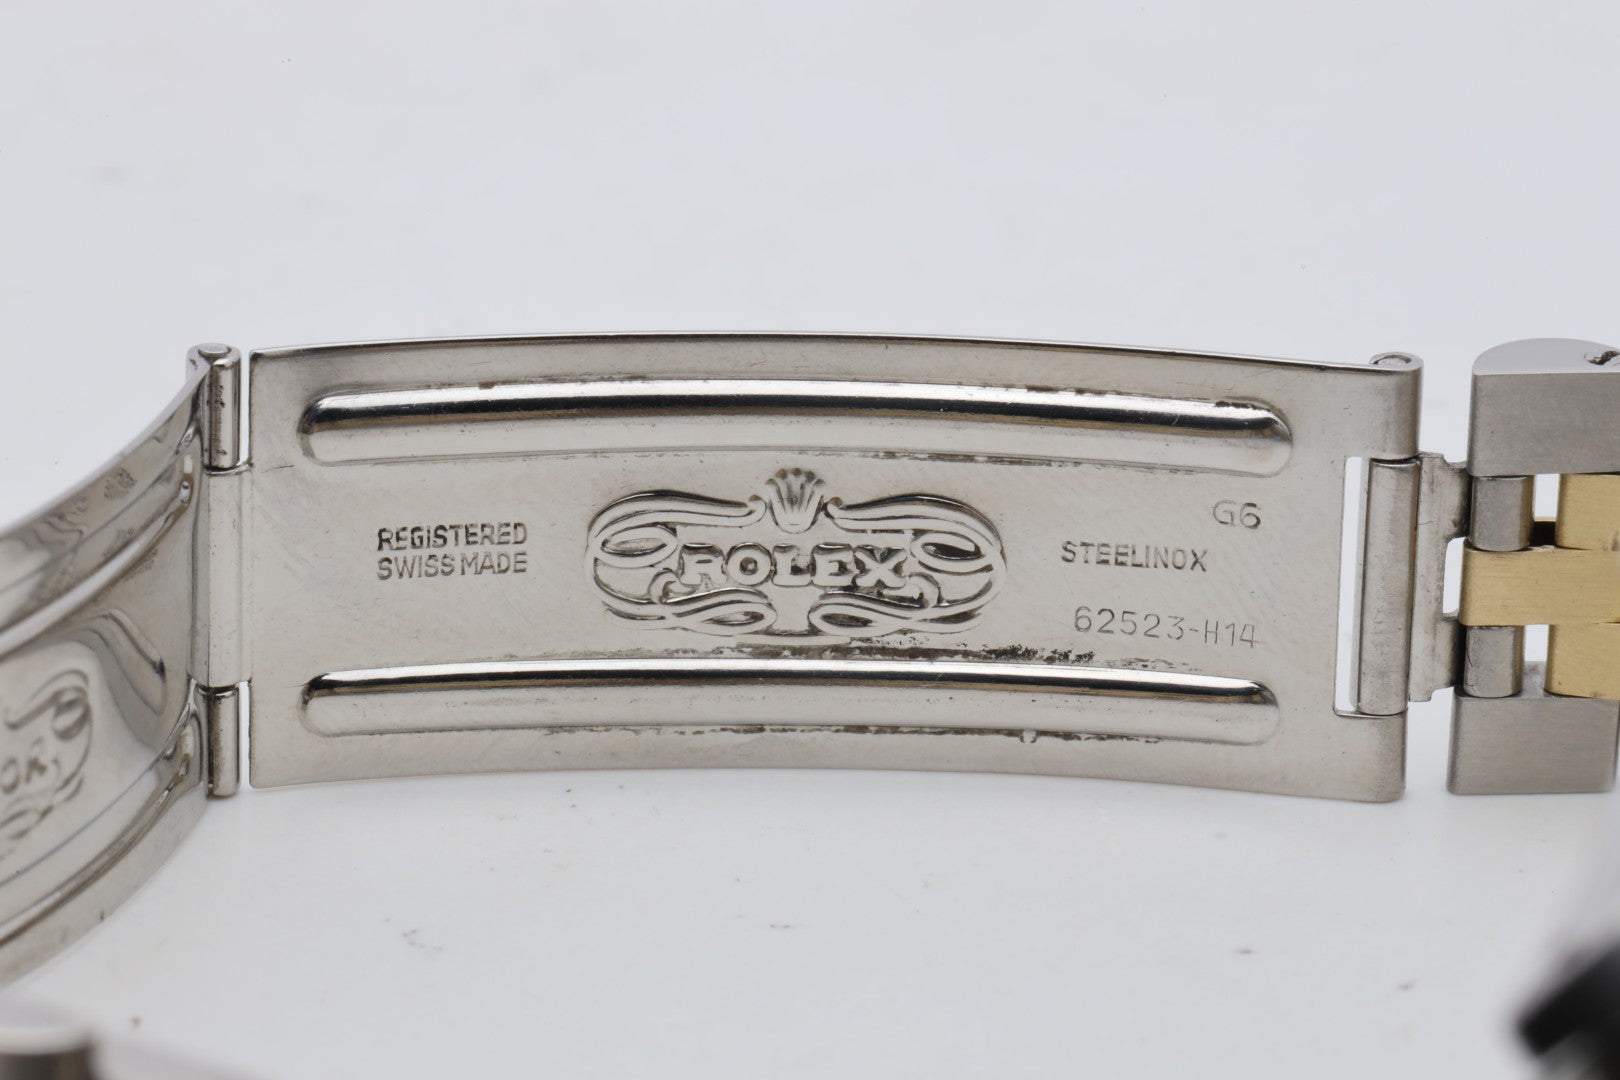 REGISTERED
SWISS MADE
ROLEX
G6
STEELINOX
62523-H14